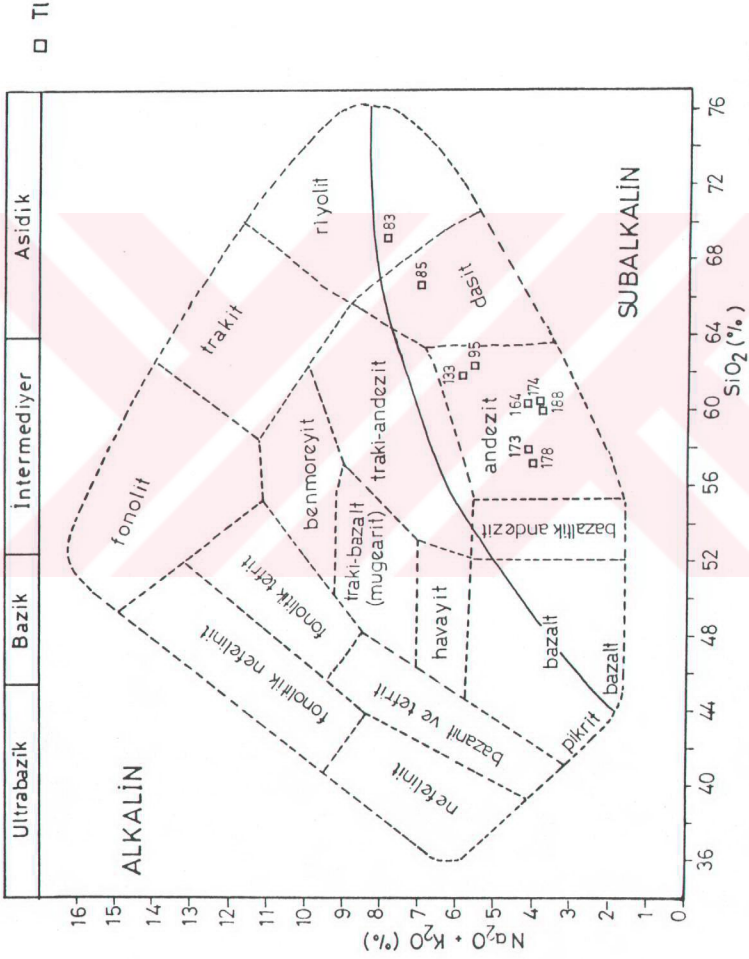 Ultrabazik
Bazik
Intermediyer
Asidik
ALKALİN
SUBALKALİN
fonolit
trakit
riyolit
fonolitik tefrit
benmoreyit
traki-andezit
traki-bazalt
(mugearit)
fonolitik nefelinit
havayit
bazanit ve tefrit
nefelinit
pikrit
bazalt
bazalt
bazaltik andezit
andezit
dasit
83
85
95
133
164
174
188
173
178
Na2O + K2O (%)
16
15
14
13
12
11
10
9
8
7
6
5
4
3
2
1
0
36
40
44
48
52
56
60
64
68
72
76
SiO2 (%)